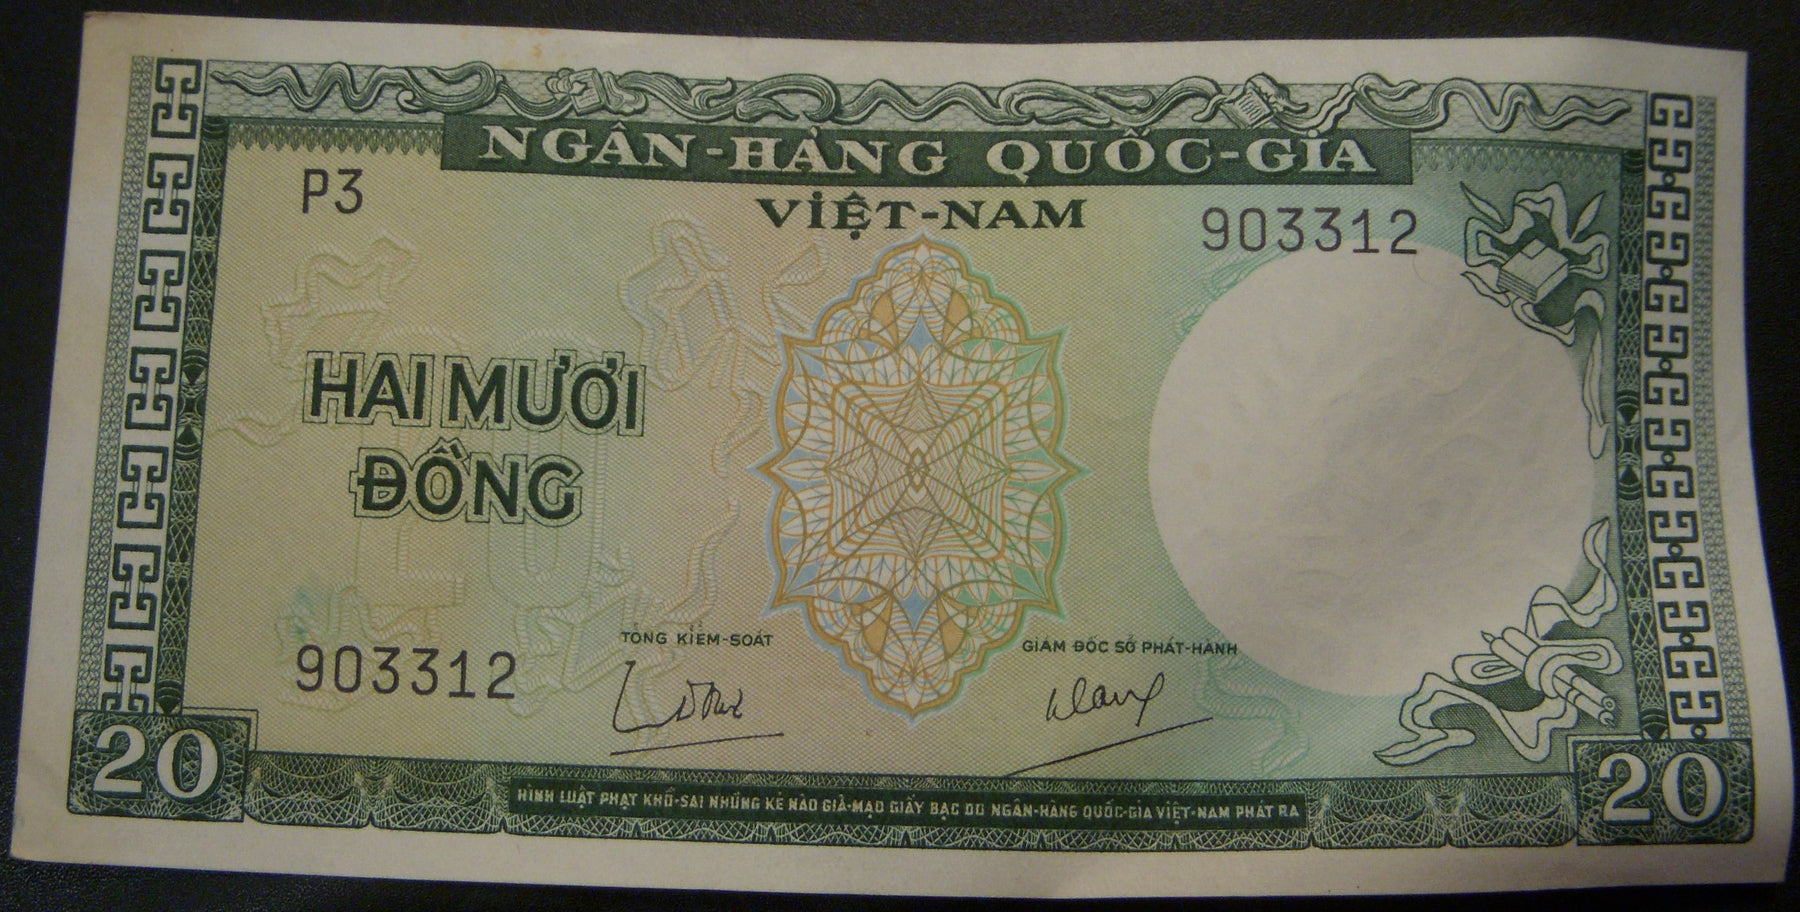 NGÂN-HÀNG QUỐC-GIA
VIỆT-NAM
P3
903312
HAI MƯƠI
ĐỒNG
TỔNG KIỂM-SOÁT
GIÁM ĐỐC SỞ PHÁT-HÀNH
903312
20
20
HÌNH LUẬT PHẠT KHỔ-SAI NHỮNG KẺ NÀO GIẢ-MẠO GIẤY BẠC DO NGÂN-HÀNG QUỐC-GIA VIỆT-NAM PHÁT RA